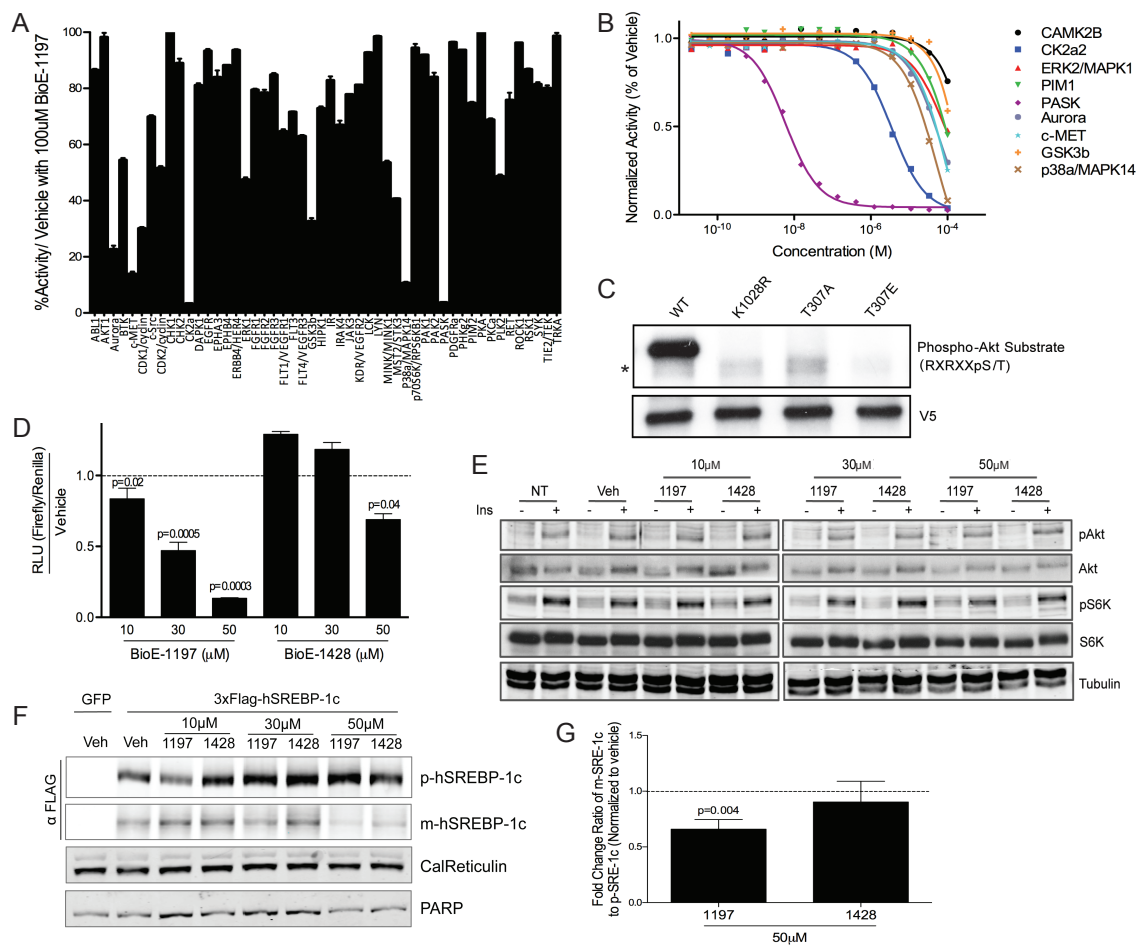 A
%Activity/ Vehicle with 100uM BioE-1197
100
80
60
40
20
0
ABL1
AKT1
Aurora
BTK
c-MET
CDK1/cyclin
c-Src
CDK2/cyclin
CHK1
CHK2
CK2a
DAPK1
EGFR
EPHA3
EPHB4
ERBB4/HER4
ERK1
FGFR1
FGFR2
FGFR3
FLT1/VEGFR1
FLT3
FLT4/VEGFR3
GSK3b
HIPK1
IR
IRAK4
JAK3
KDR/VEGFR2
LCK
LYN
MINK/MINK1
MST2/STK3
P38a/MAPK14
p70S6K/RPS6KB1
PAK1
PAK2
PASK
PDGFRa
PHkg2
PIM2
PKA
PKCa
PLK2
RET
ROCK1
RSK1
SYK
TIE2/TEK
TRKA
B
Normalized Activity (% of Vehicle)
1.0
0.5
0.0
10-10
10-8
10-6
10-4
Concentration (M)
CAMK2B
CK2a2
ERK2/MAPK1
PIM1
PASK
Aurora
c-MET
GSK3b
p38a/MAPK14
C
WT
K1028R
T307A
T307E
*
Phospho-Akt Substrate
(RXRXXpS/T)
V5
D
RLU (Firefly/Renilla)
Vehicle
1.0
0.5
0.0
p=0.02
p=0.0005
p=0.0003
p=0.04
10 30 50 10 30 50
BioE-1197 (μM) BioE-1428 (μM)
E
10μM 30μM 50μM
NT Veh 1197 1428 1197 1428 1197 1428
Ins - + - + - + - + - + - + - + - +
pAkt
Akt
pS6K
S6K
Tubulin
F
GFP 3xFlag-hSREBP-1c
10μM 30μM 50μM
Veh Veh 1197 1428 1197 1428 1197 1428
α FLAG
p-hSREBP-1c
m-hSREBP-1c
CalReticulin
PARP
G
Fold Change Ratio of m-SRE-1c
to p-SRE-1c (Normalized to vehicle)
1.5
1.0
0.5
0.0
p=0.004
1197 1428
50μM